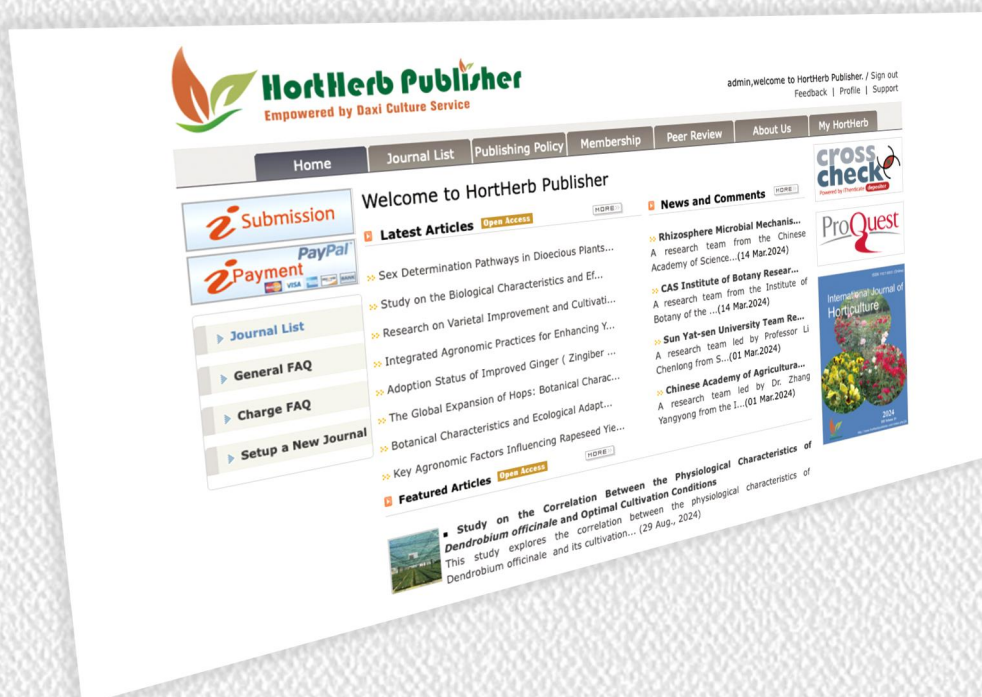 HortHerb Publisher
Empowered by Daxi Culture Service
admin,welcome to HortHerb Publisher. / Sign out
Feedback | Profile | Support
Home
Journal List
Publishing Policy
Membership
Peer Review
About Us
My HortHerb
i Submission
PayPal
i Payment
VISA
Journal List
General FAQ
Charge FAQ
Setup a New Journal
Welcome to HortHerb Publisher
Latest Articles Open Access MORE
Sex Determination Pathways in Dioecious Plants...
Study on the Biological Characteristics and Ef...
Research on Varietal Improvement and Cultivati...
Integrated Agronomic Practices for Enhancing Y...
Adoption Status of Improved Ginger ( Zingiber ...
The Global Expansion of Hops: Botanical Charac...
Botanical Characteristics and Ecological Adapt...
Key Agronomic Factors Influencing Rapeseed Yie...
Featured Articles Open Access MORE
Study on the Correlation Between the Physiological Characteristics of
Dendrobium officinale and Optimal Cultivation Conditions
This study explores the correlation between the physiological characteristics of
Dendrobium officinale and its cultivation... (29 Aug., 2024)
News and Comments MORE
Rhizosphere Microbial Mechanis...
A research team from the Chinese
Academy of Science...(14 Mar.2024)
CAS Institute of Botany Resear...
A research team from the Institute of
Botany of the ...(14 Mar.2024)
Sun Yat-sen University Team Re...
A research team led by Professor Li
Chenlong from S...(01 Mar.2024)
Chinese Academy of Agricultura...
A research team led by Dr. Zhang
Yangyong from the I...(01 Mar.2024)
cross
check
Powered by iThenticate depositor
ProQuest
International Journal of
Horticulture
2024